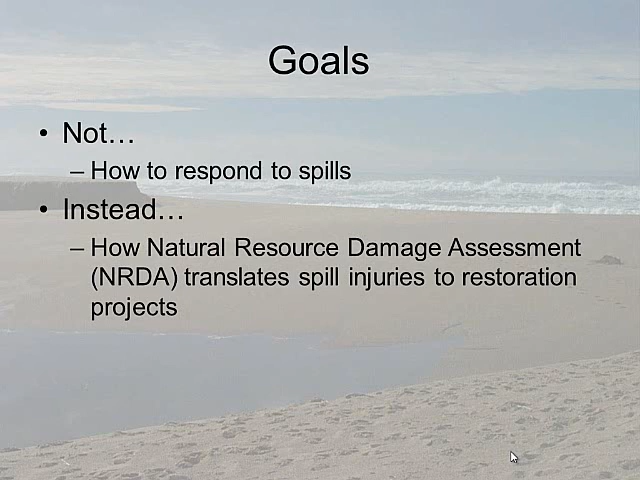 Goals
• Not…
– How to respond to spills
• Instead…
– How Natural Resource Damage Assessment
(NRDA) translates spill injuries to restoration
projects